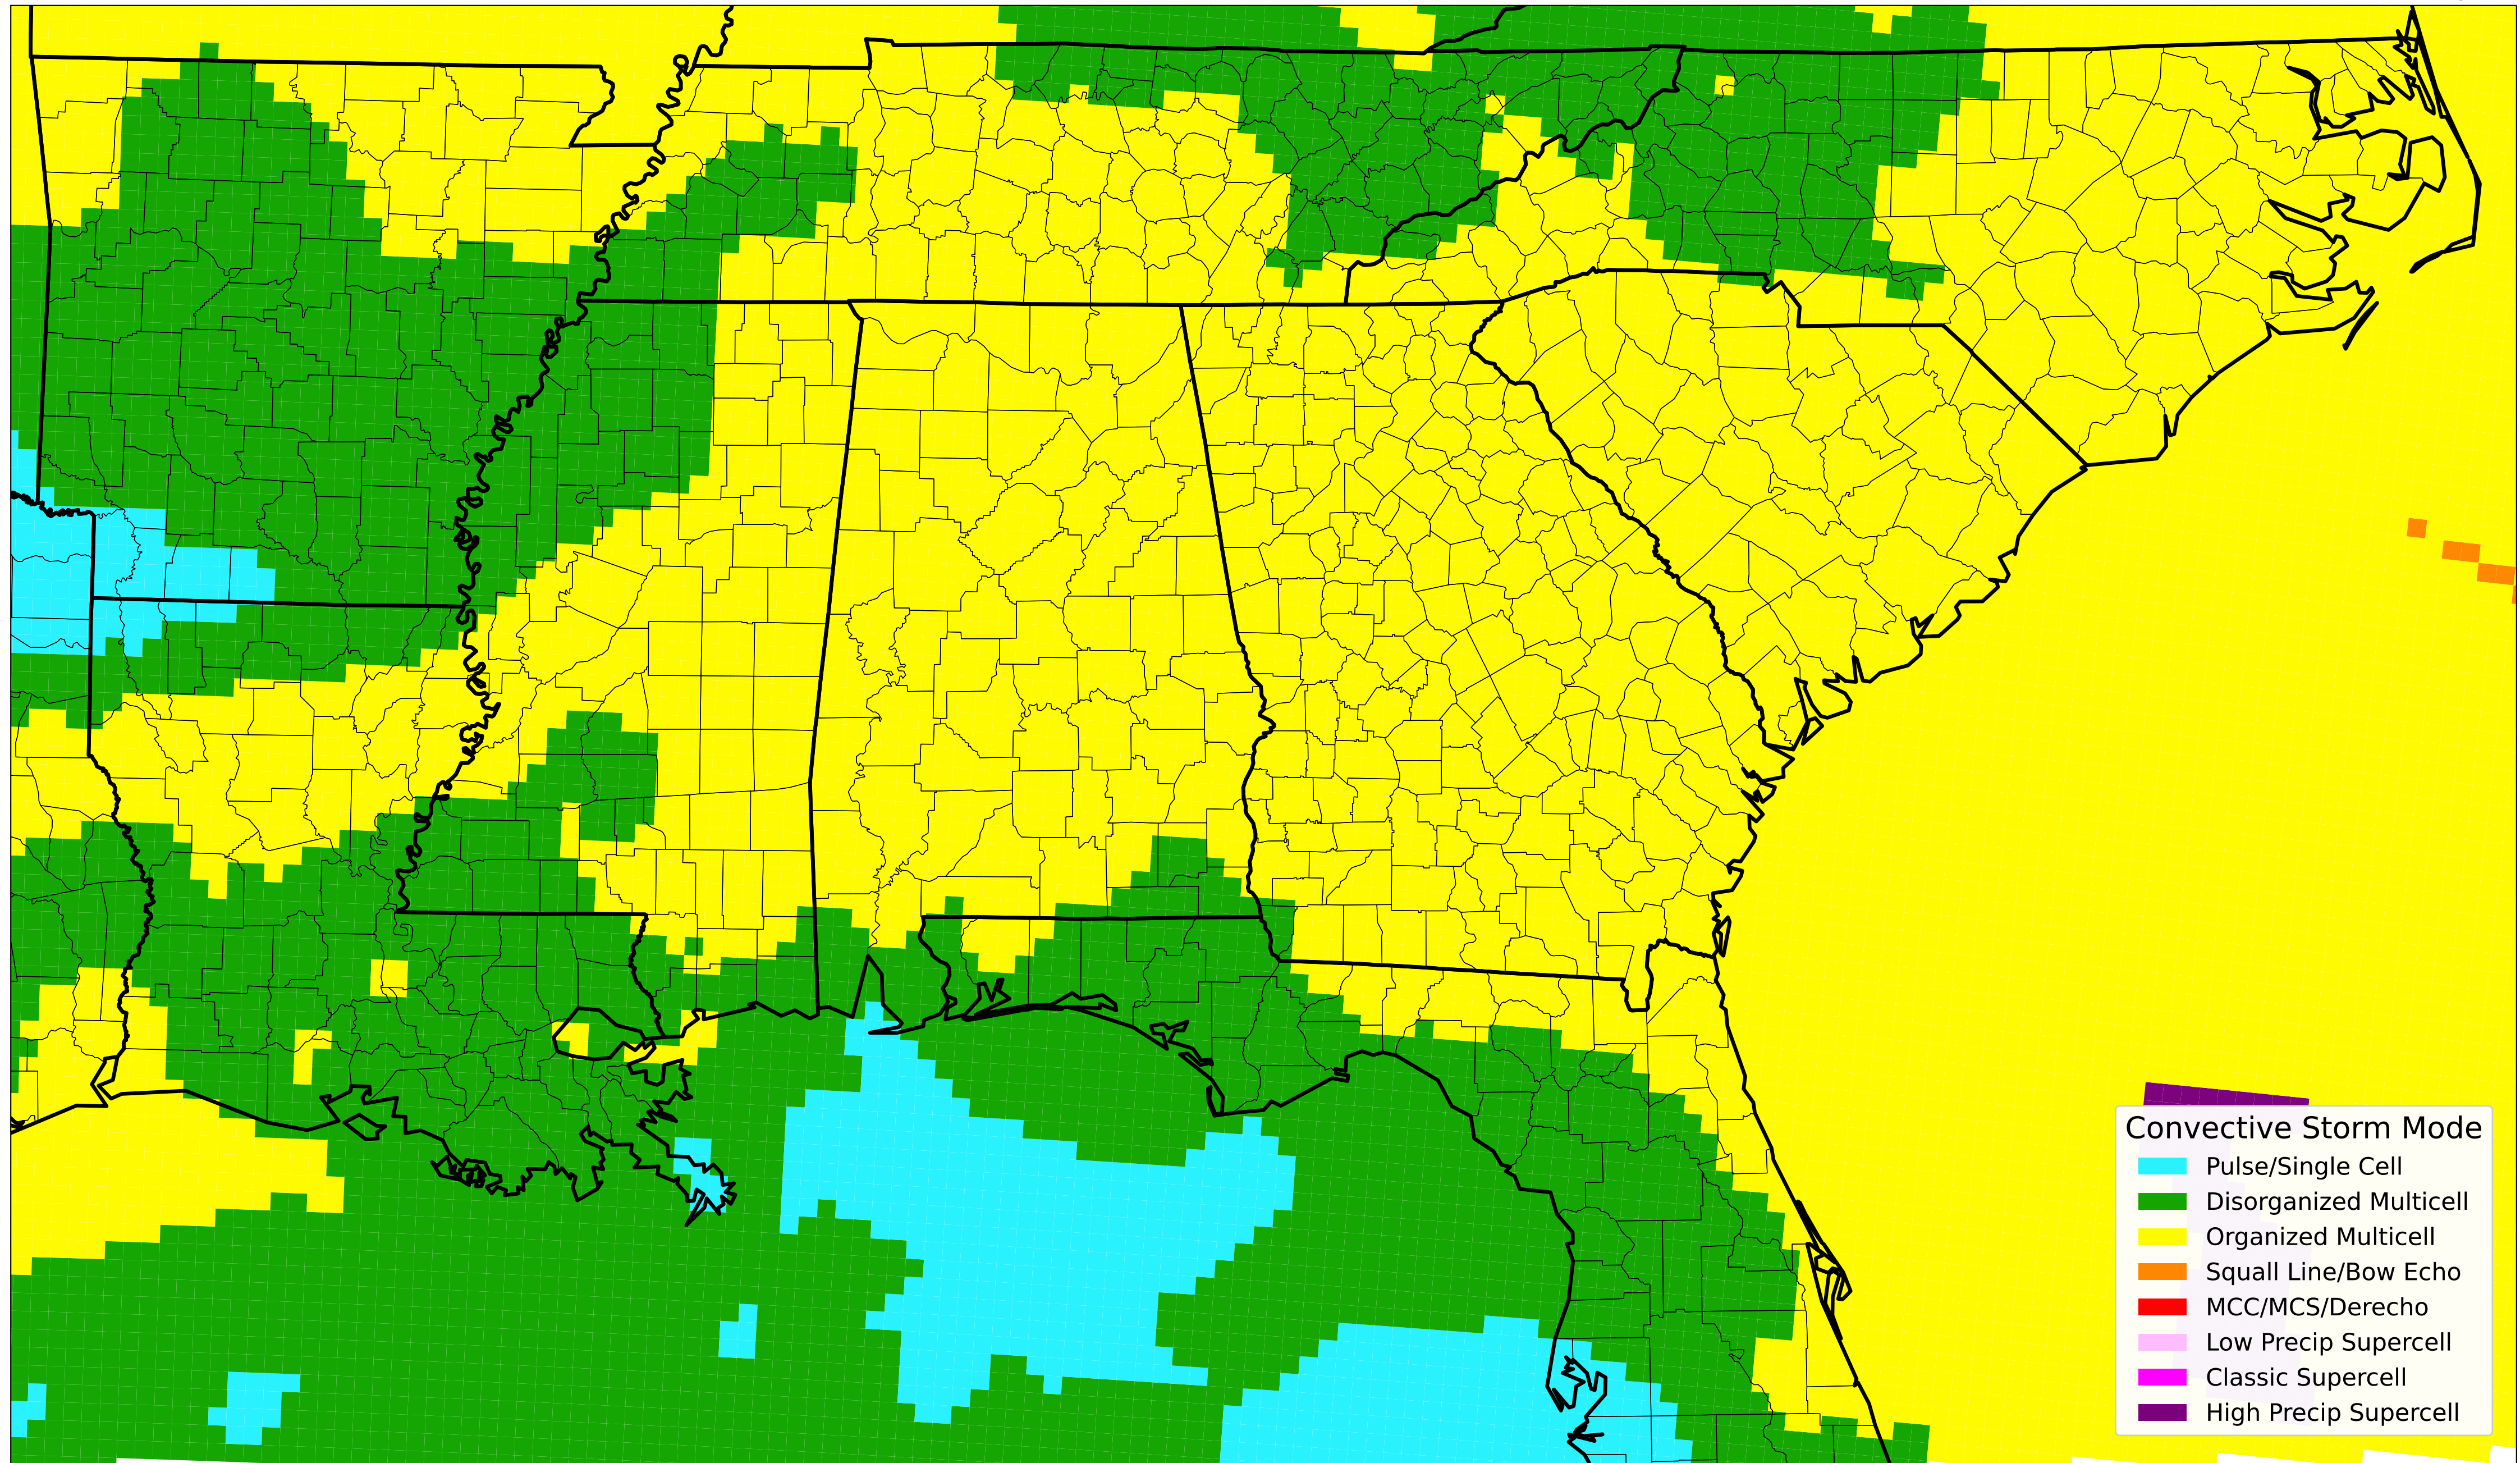 Convective Storm Mode
Pulse/Single Cell
Disorganized Multicell
Organized Multicell
Squall Line/Bow Echo
MCC/MCS/Derecho
Low Precip Supercell
Classic Supercell
High Precip Supercell